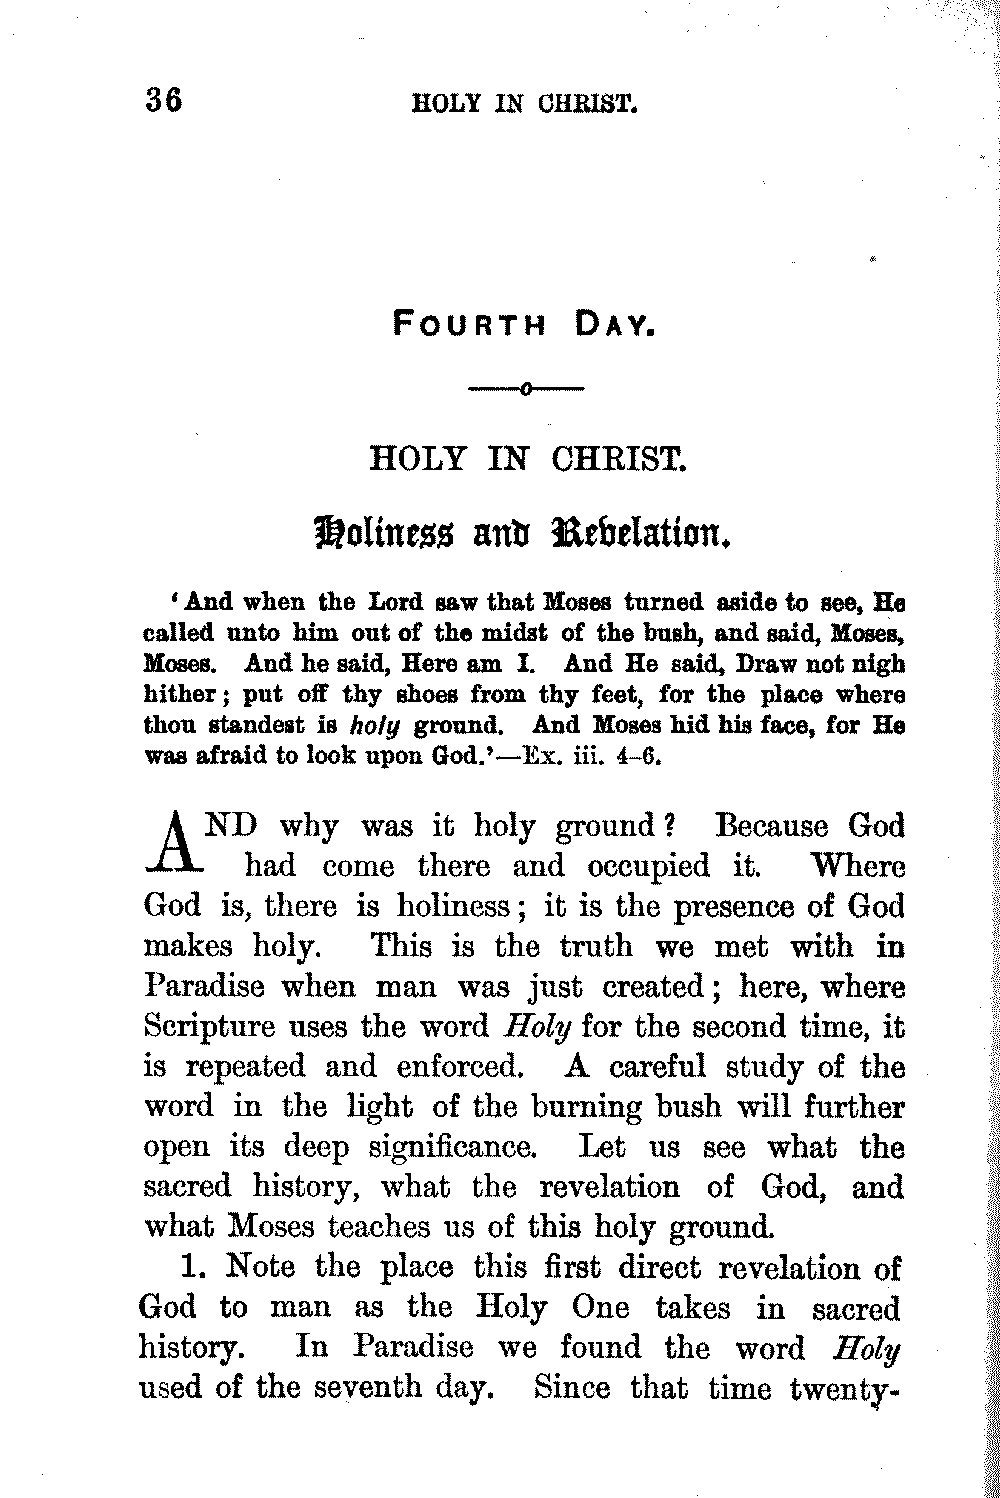 36 HOLY IN CHRIST.
FOURTH DAY.
HOLY IN CHRIST.
Holiness and Revelation.
‘And when the Lord saw that Moses turned aside to see, He
called unto him out of the midst of the bush, and said, Moses,
Moses. And he said, Here am I. And He said, Draw not nigh
hither; put off thy shoes from thy feet, for the place where
thou standest is holy ground. And Moses hid his face, for He
was afraid to look upon God.’—Ex. iii. 4-6.
AND why was it holy ground? Because God
had come there and occupied it. Where
God is, there is holiness; it is the presence of God
makes holy. This is the truth we met with in
Paradise when man was just created; here, where
Scripture uses the word Holy for the second time, it
is repeated and enforced. A careful study of the
word in the light of the burning bush will further
open its deep significance. Let us see what the
sacred history, what the revelation of God, and
what Moses teaches us of this holy ground.
1. Note the place this first direct revelation of
God to man as the Holy One takes in sacred
history. In Paradise we found the word Holy
used of the seventh day. Since that time twenty-